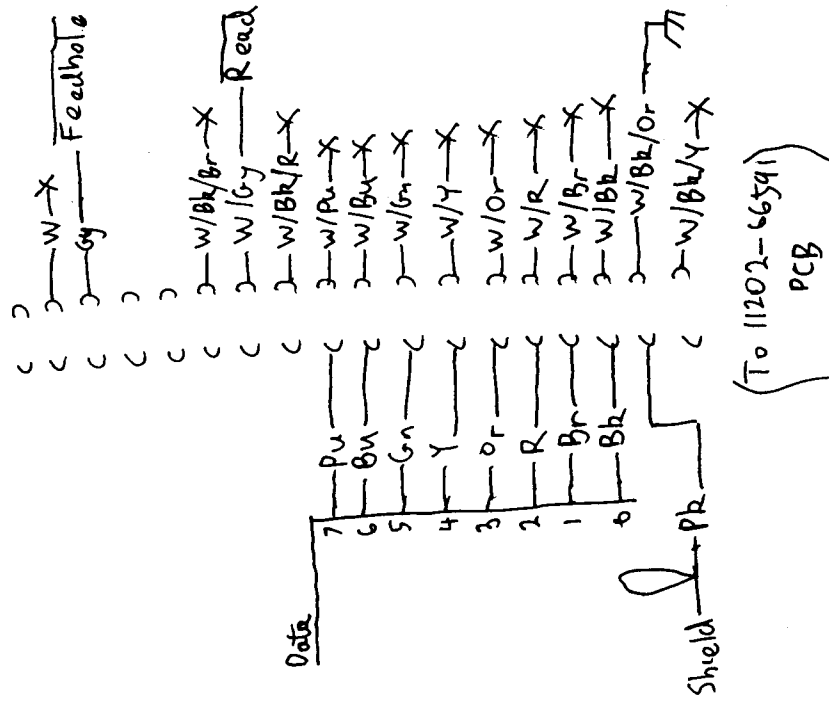 W
Gy Feedhole
W/Bk/Br
W/Gy Read
W/Bk/R
Data
7 Pu W/Pu
6 Bu W/Bu
5 Gn W/Gn
4 Y W/Y
3 Or W/Or
2 R W/R
1 Br W/Br
0 Bk W/Bk
Shield Pk W/Bk/Or
W/Bk/Y
(To 11202-66591
PCB)